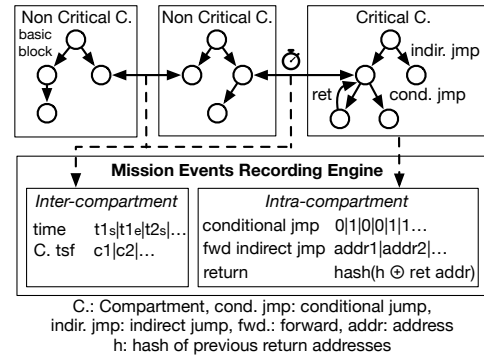 Non Critical C.
Non Critical C.
Critical C.
basic
block
indir. jmp
ret
cond. jmp
Mission Events Recording Engine
Inter-compartment
time t1s|t1e|t2s|...
C. tsf c1|c2|...
Intra-compartment
conditional jmp 0|1|0|0|1|1...
fwd indirect jmp addr1|addr2|...
return hash(h ⊕ ret addr)
C.: Compartment, cond. jmp: conditional jump,
indir. jmp: indirect jump, fwd.: forward, addr: address
h: hash of previous return addresses